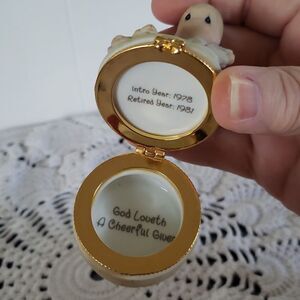 Intro Year: 1978
Retired Year: 1981
God Loveth
A Cheerful Giver